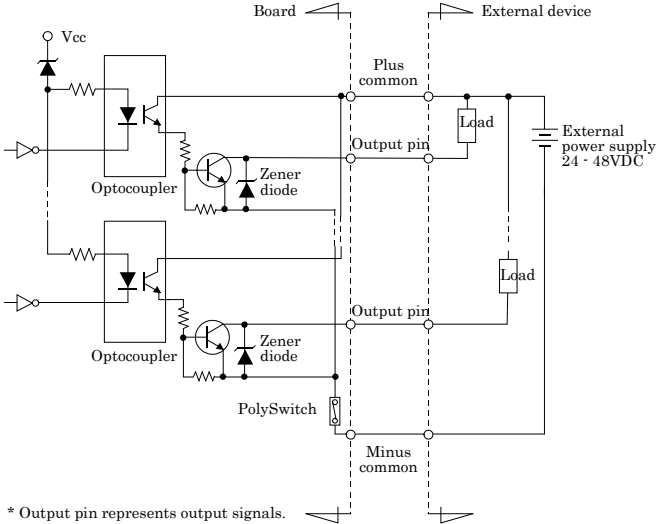 Board
External device
Vcc
Plus
common
Load
External
power supply
24 - 48VDC
Output pin
Zener
diode
Optocoupler
Load
Output pin
Zener
diode
Optocoupler
PolySwitch
Minus
common
* Output pin represents output signals.